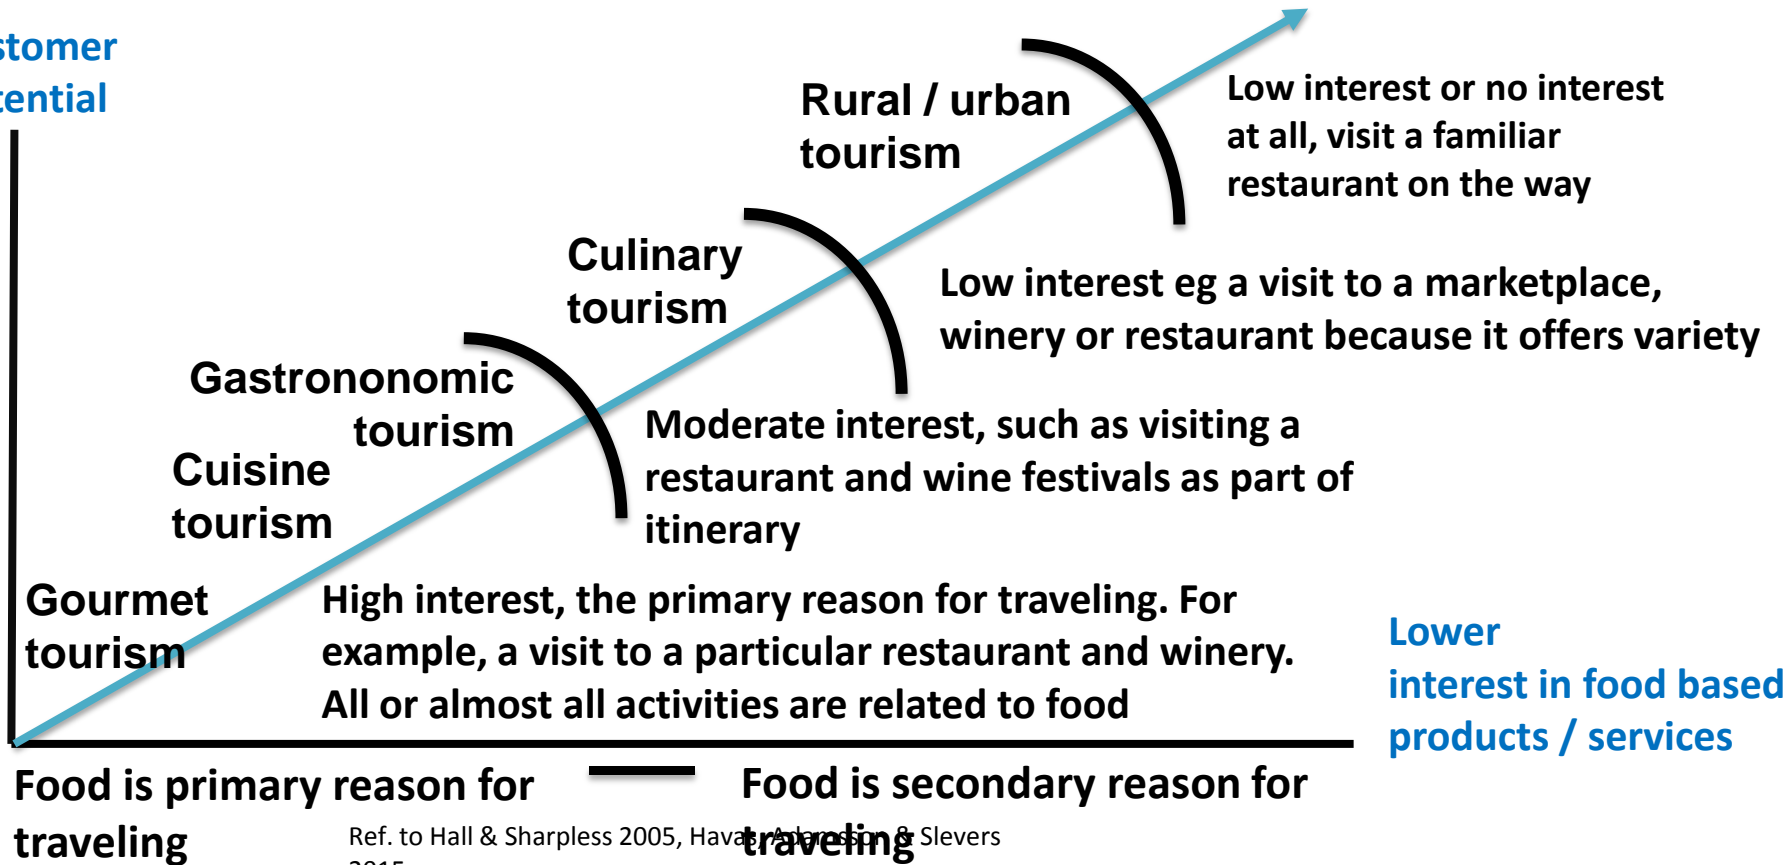 stomer
tential
Rural / urban
tourism
Low interest or no interest
at all, visit a familiar
restaurant on the way
Culinary
tourism
Low interest eg a visit to a marketplace,
winery or restaurant because it offers variety
Gastrononomic
tourism
Moderate interest, such as visiting a
restaurant and wine festivals as part of
itinerary
Cuisine
tourism
Gourmet
tourism
High interest, the primary reason for traveling. For
example, a visit to a particular restaurant and winery.
All or almost all activities are related to food
Lower
interest in food based
products / services
Food is primary reason for
traveling
Food is secondary reason for
traveling
Ref. to Hall & Sharpless 2005, Havas, Adamsson & Slevers
2015